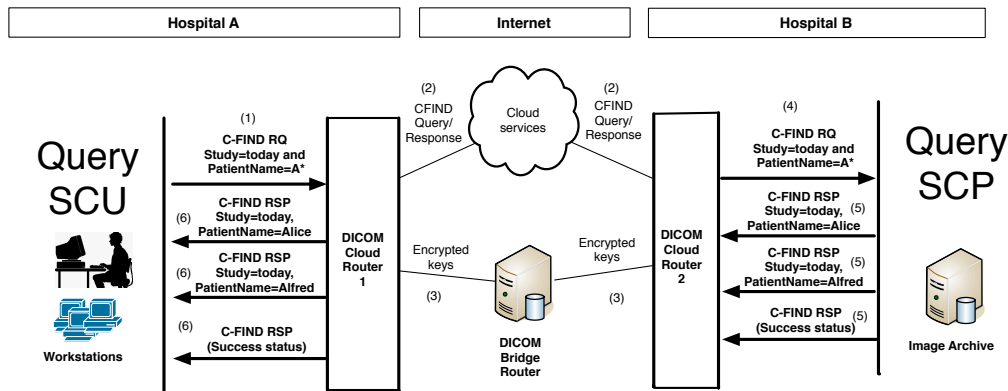 Hospital A
Internet
Hospital B
Query
SCU
Workstations
(1)
C-FIND RQ
Study=today and
PatientName=A*
(6)
C-FIND RSP
Study=today,
PatientName=Alice
(6)
C-FIND RSP
Study=today,
PatientName=Alfred
(6)
C-FIND RSP
(Success status)
DICOM
Cloud
Router
1
(2)
CFIND
Query/
Response
Cloud
services
(2)
CFIND
Query/
Response
Encrypted
keys
(3)
DICOM
Bridge
Router
Encrypted
keys
(3)
DICOM
Cloud
Router
2
(4)
C-FIND RQ
Study=today and
PatientName=A*
C-FIND RSP
Study=today, (5)
PatientName=Alice
C-FIND RSP
Study=today, (5)
PatientName=Alfred
C-FIND RSP (5)
(Success status)
Query
SCP
Image Archive